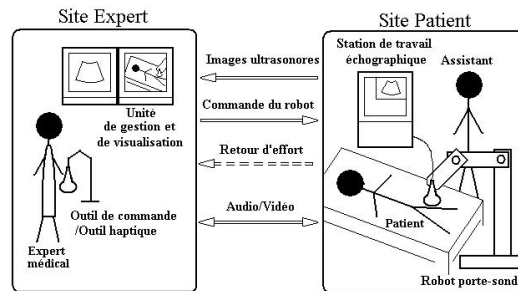 Site Expert
Site Patient
Images ultrasonores
Commande du robot
Retour d'effort
Audio/Vidéo
Unité
de gestion et
de visualisation
Outil de commande
/Outil haptique
Expert
médical
Station de travail
échographique
Assistant
Patient
Robot porte-sond